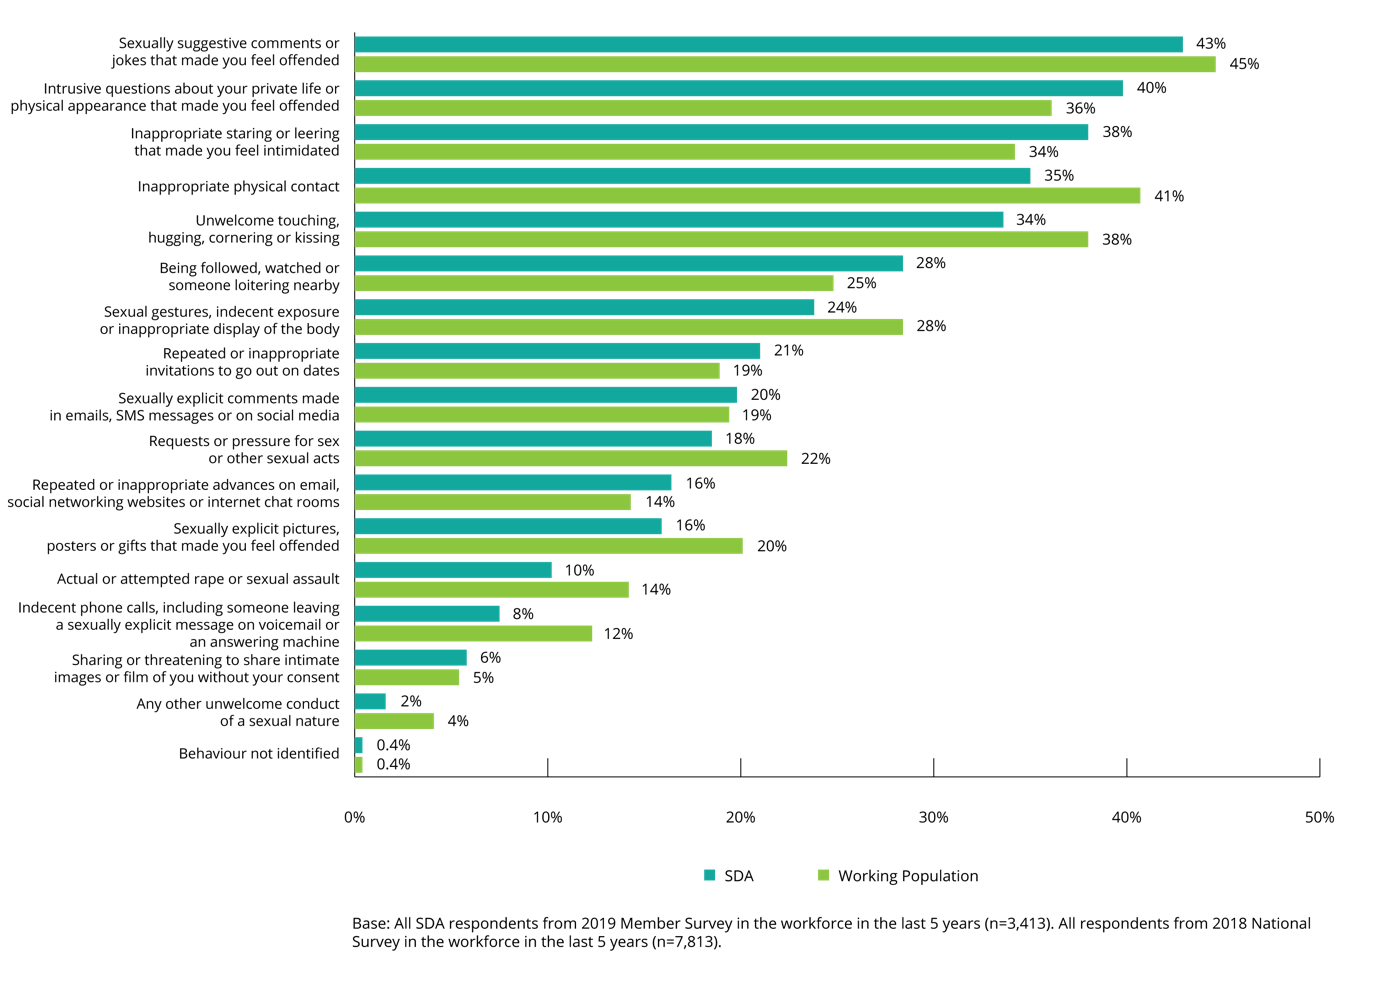 Sexually suggestive comments or
jokes that made you feel offended
43%
45%
Intrusive questions about your private life or
physical appearance that made you feel offended
40%
36%
Inappropriate staring or leering
that made you feel intimidated
38%
34%
Inappropriate physical contact
35%
41%
Unwelcome touching,
hugging, cornering or kissing
34%
38%
Being followed, watched or
someone loitering nearby
28%
25%
Sexual gestures, indecent exposure
or inappropriate display of the body
24%
28%
Repeated or inappropriate
invitations to go out on dates
21%
19%
Sexually explicit comments made
in emails, SMS messages or on social media
20%
19%
Requests or pressure for sex
or other sexual acts
18%
22%
Repeated or inappropriate advances on email,
social networking websites or internet chat rooms
16%
14%
Sexually explicit pictures,
posters or gifts that made you feel offended
16%
20%
Actual or attempted rape or sexual assault
10%
14%
Indecent phone calls, including someone leaving
a sexually explicit message on voicemail or
an answering machine
8%
12%
Sharing or threatening to share intimate
images or film of you without your consent
6%
5%
Any other unwelcome conduct
of a sexual nature
2%
4%
Behaviour not identified
0.4%
0.4%
0% 10% 20% 30% 40% 50%
SDA Working Population
Base: All SDA respondents from 2019 Member Survey in the workforce in the last 5 years (n=3,413). All respondents from 2018 National
Survey in the workforce in the last 5 years (n=7,813).